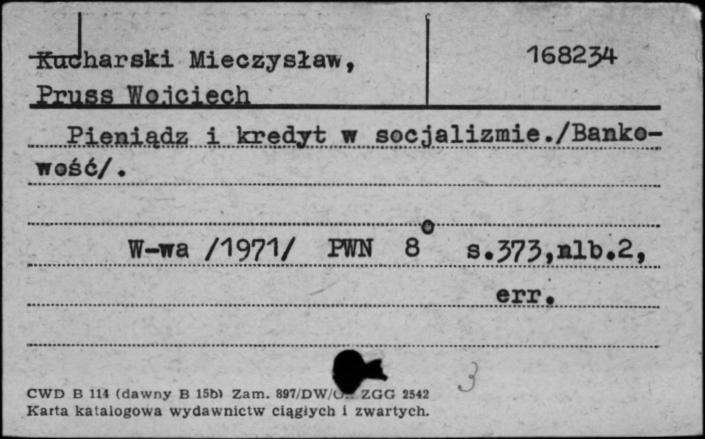 Kucharski Mieczysław, 168234
Pruss Wojciech
Pieniądz i kredyt w socjalizmie./Banko-
wość/.
W-wa /1971/ PWN 8° s.373,nlb.2,
err.
3
CWD B 114 (dawny B 15b) Zam. 897/DW/ ZGG 2542
Karta katalogowa wydawnictw ciągłych i zwartych.